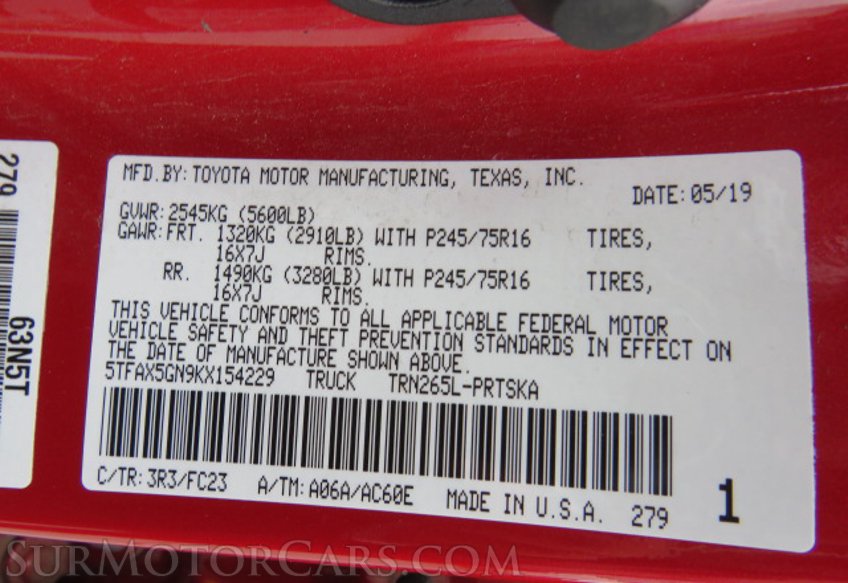 MFD.BY: TOYOTA MOTOR MANUFACTURING, TEXAS, INC.
DATE: 05/19
GVWR: 2545KG (5600LB)
GAWR: FRT. 1320KG (2910LB) WITH P245/75R16 TIRES,
16X7J RIMS.
RR. 1490KG (3280LB) WITH P245/75R16 TIRES,
16X7J RIMS.
THIS VEHICLE CONFORMS TO ALL APPLICABLE FEDERAL MOTOR
VEHICLE SAFETY AND THEFT PREVENTION STANDARDS IN EFFECT ON
THE DATE OF MANUFACTURE SHOWN ABOVE.
5TFAX5GN9KX154229 TRUCK TRN265L-PRTSKA
C/TR: 3R3/FC23 A/TM: A06A/AC60E MADE IN U.S.A. 279 1
279
63N5T
SurMotorCars.com